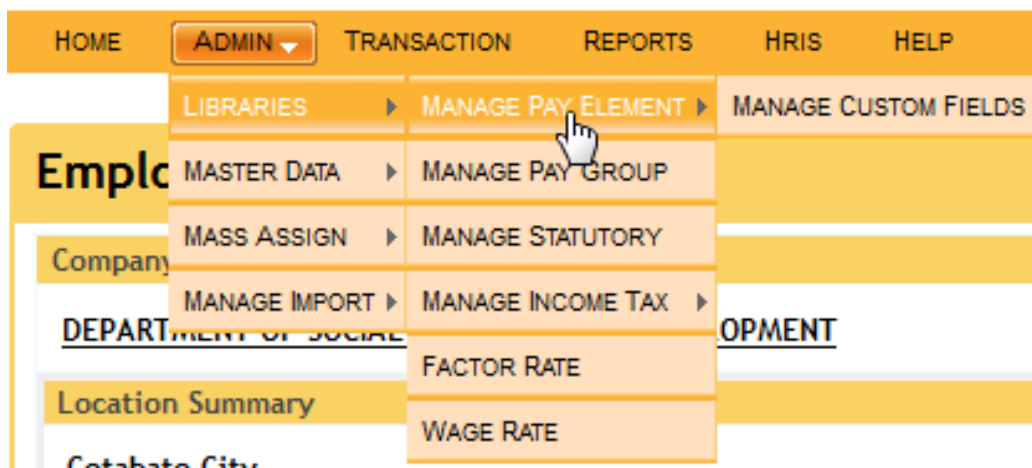 HOME ADMIN TRANSACTION REPORTS HRIS HELP
LIBRARIES MANAGE PAY ELEMENT MANAGE CUSTOM FIELDS
Emplo MASTER DATA MANAGE PAY GROUP
MASS ASSIGN MANAGE STATUTORY
Company
MANAGE IMPORT MANAGE INCOME TAX
DEPARTMENT OF SOCIAL OPMENT
FACTOR RATE
Location Summary
WAGE RATE
Cotabato City